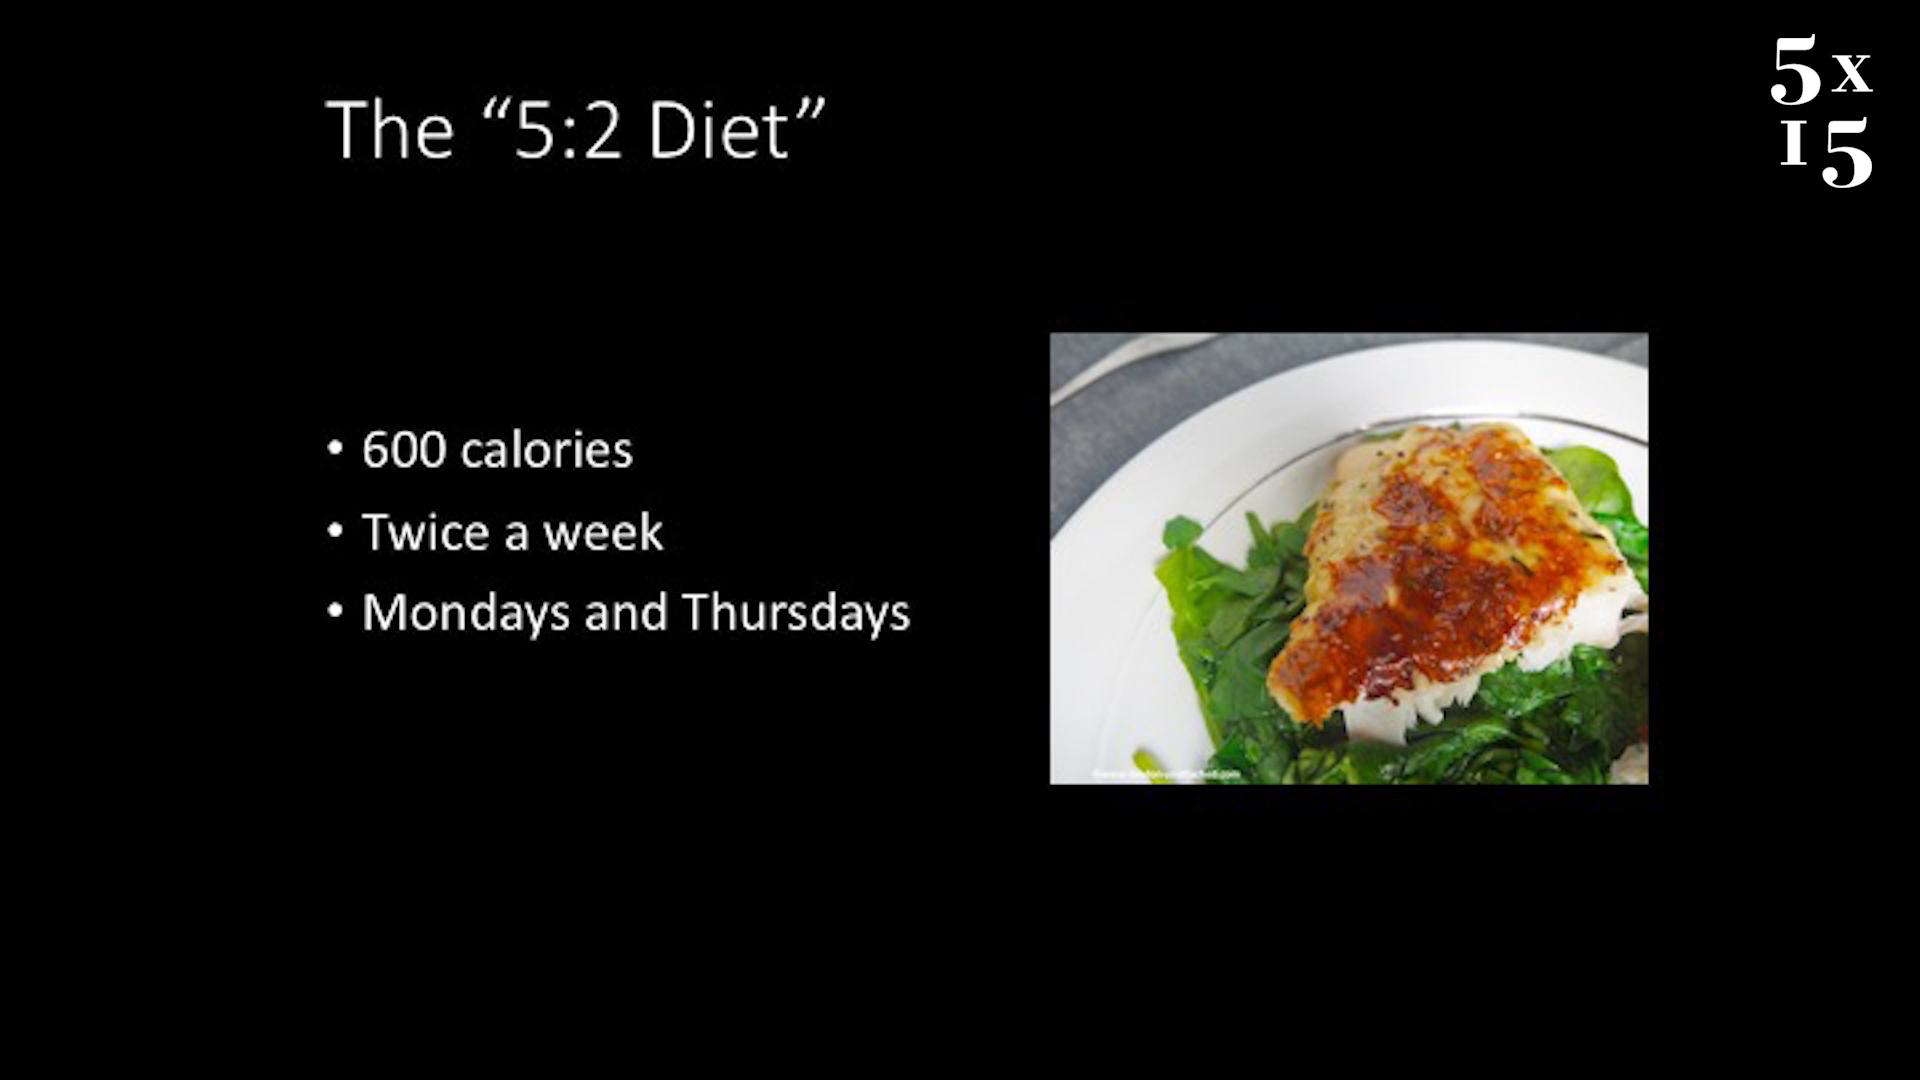 The “5:2 Diet”
5x
15
• 600 calories
• Twice a week
• Mondays and Thursdays